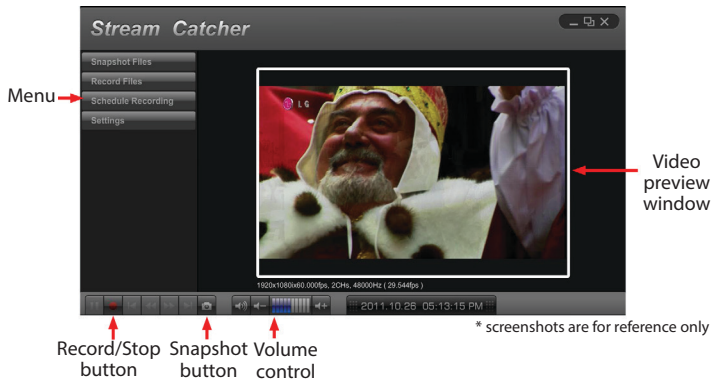 Stream Catcher
Snapshot Files
Record Files
Schedule Recording
Settings
Menu
LG
Video
preview
window
1920x1080ix60.000fps, 2CHs, 48000Hz ( 29.544fps )
2011.10.26 05:13:15 PM
* screenshots are for reference only
Record/Stop
button
Snapshot
button
Volume
control